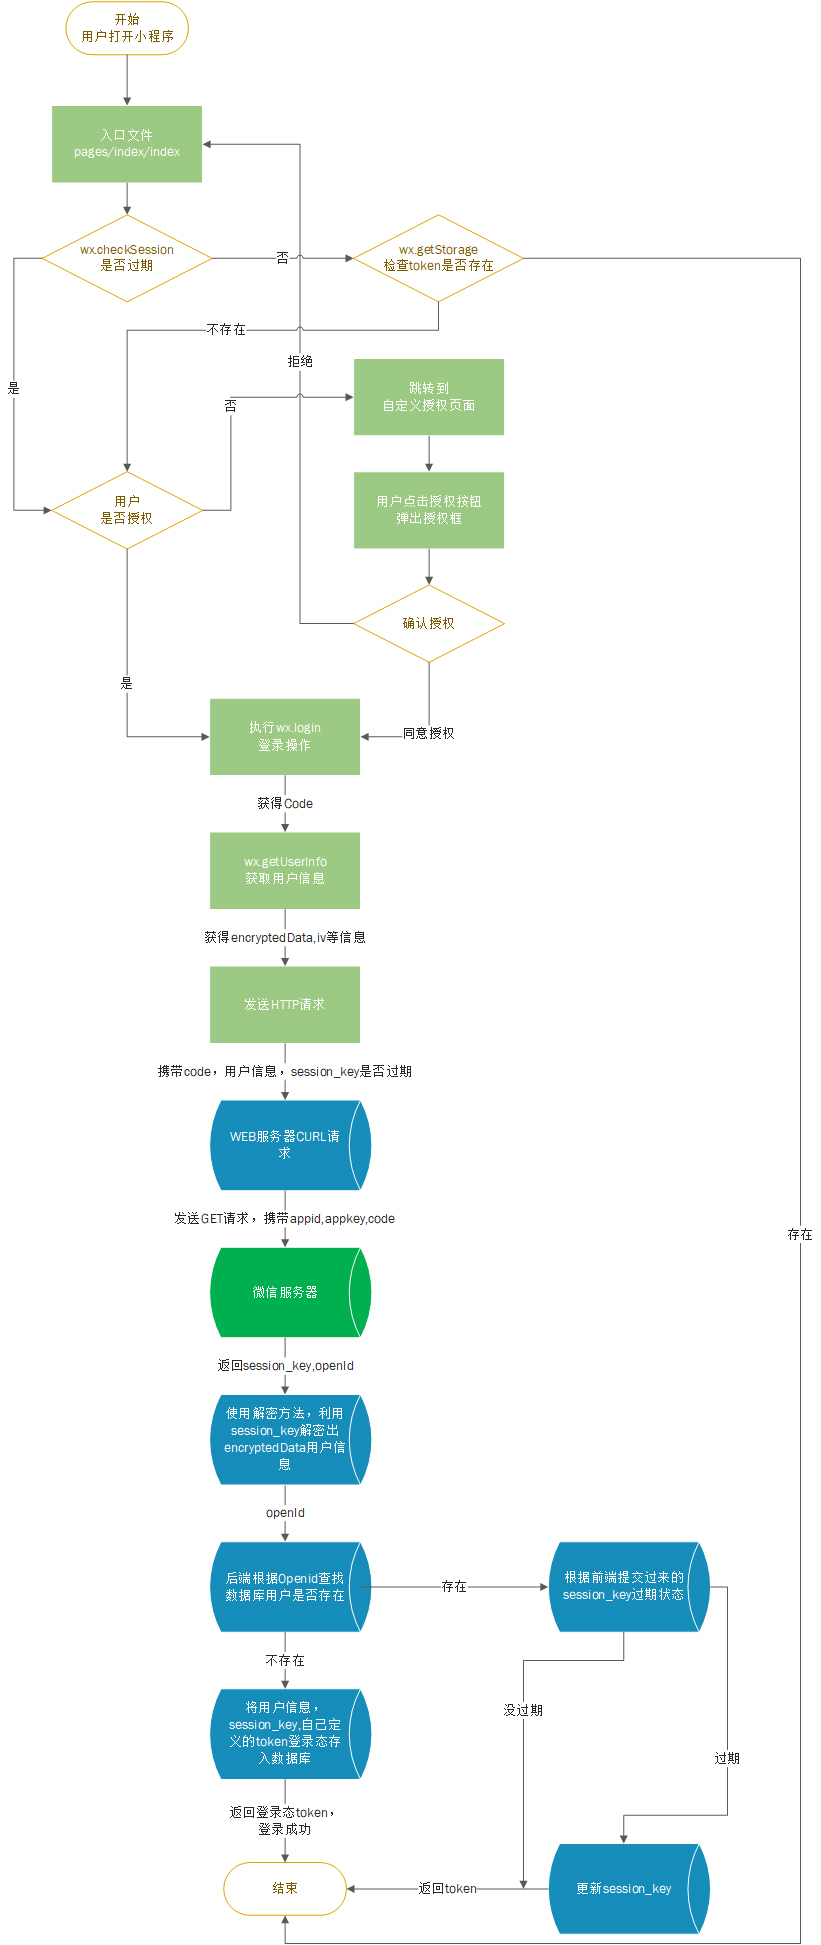 开始
用户打开小程序
入口文件
pages/index/index
wx.checkSession
是否过期
否
wx.getStorage
检查token是否存在
不存在
拒绝
是
否
跳转到
自定义授权页面
用户
是否授权
用户点击授权按钮
弹出授权框
确认授权
是
执行wx.login
登录操作
同意授权
获得Code
wx.getUserInfo
获取用户信息
获得encryptedData,iv等信息
发送HTTP请求
携带code，用户信息，session_key是否过期
WEB服务器CURL请
求
发送GET请求，携带appid,appkey,code
存在
微信服务器
返回session_key,openId
使用解密方法，利用
session_key解密出
encryptedData用户信
息
openId
后端根据Openid查找
数据库用户是否存在
存在
根据前端提交过来的
session_key过期状态
不存在
将用户信息，
session_key,自己定
义的token登录态存
入数据库
没过期
过期
返回登录态token，
登录成功
结束
返回token
更新session_key